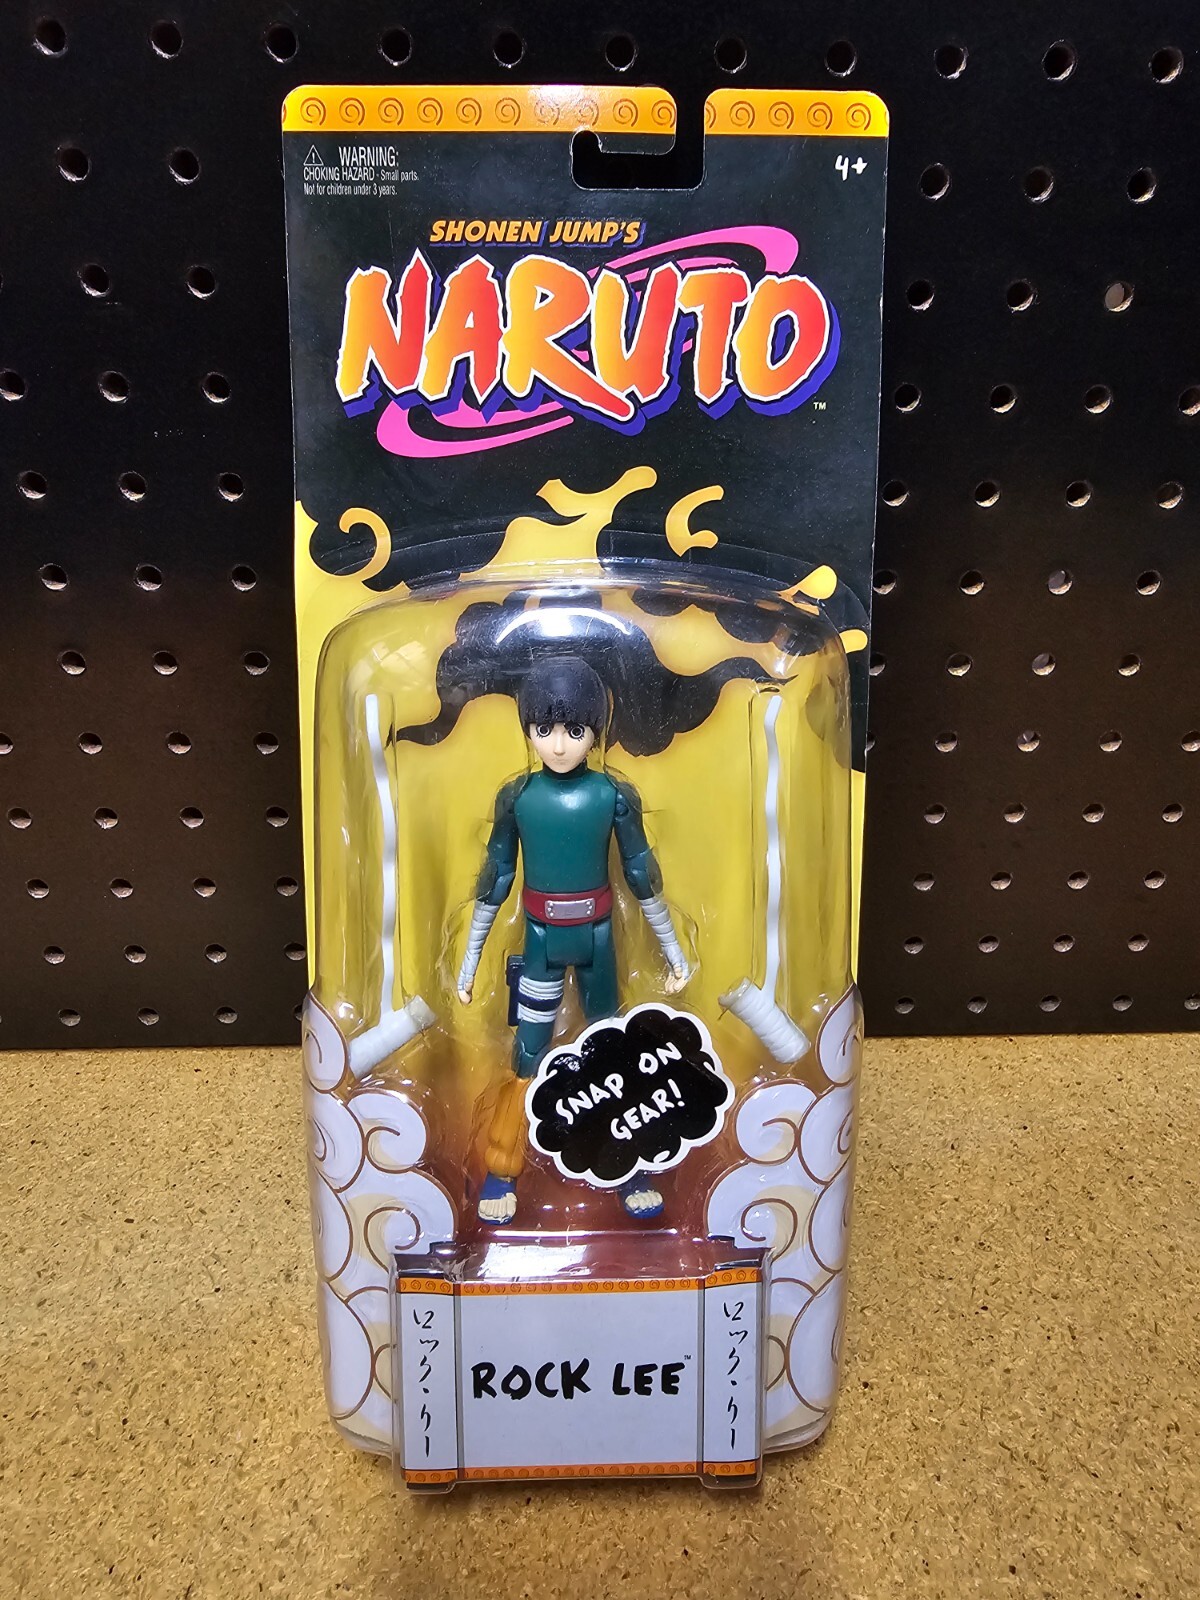 WARNING:
CHOKING HAZARD - Small parts.
Not for children under 3 years.
4+
SHONEN JUMP'S
NARUTO
TM
SNAP ON
GEAR!
ロック・リー
ROCK LEE™
ロック・リー